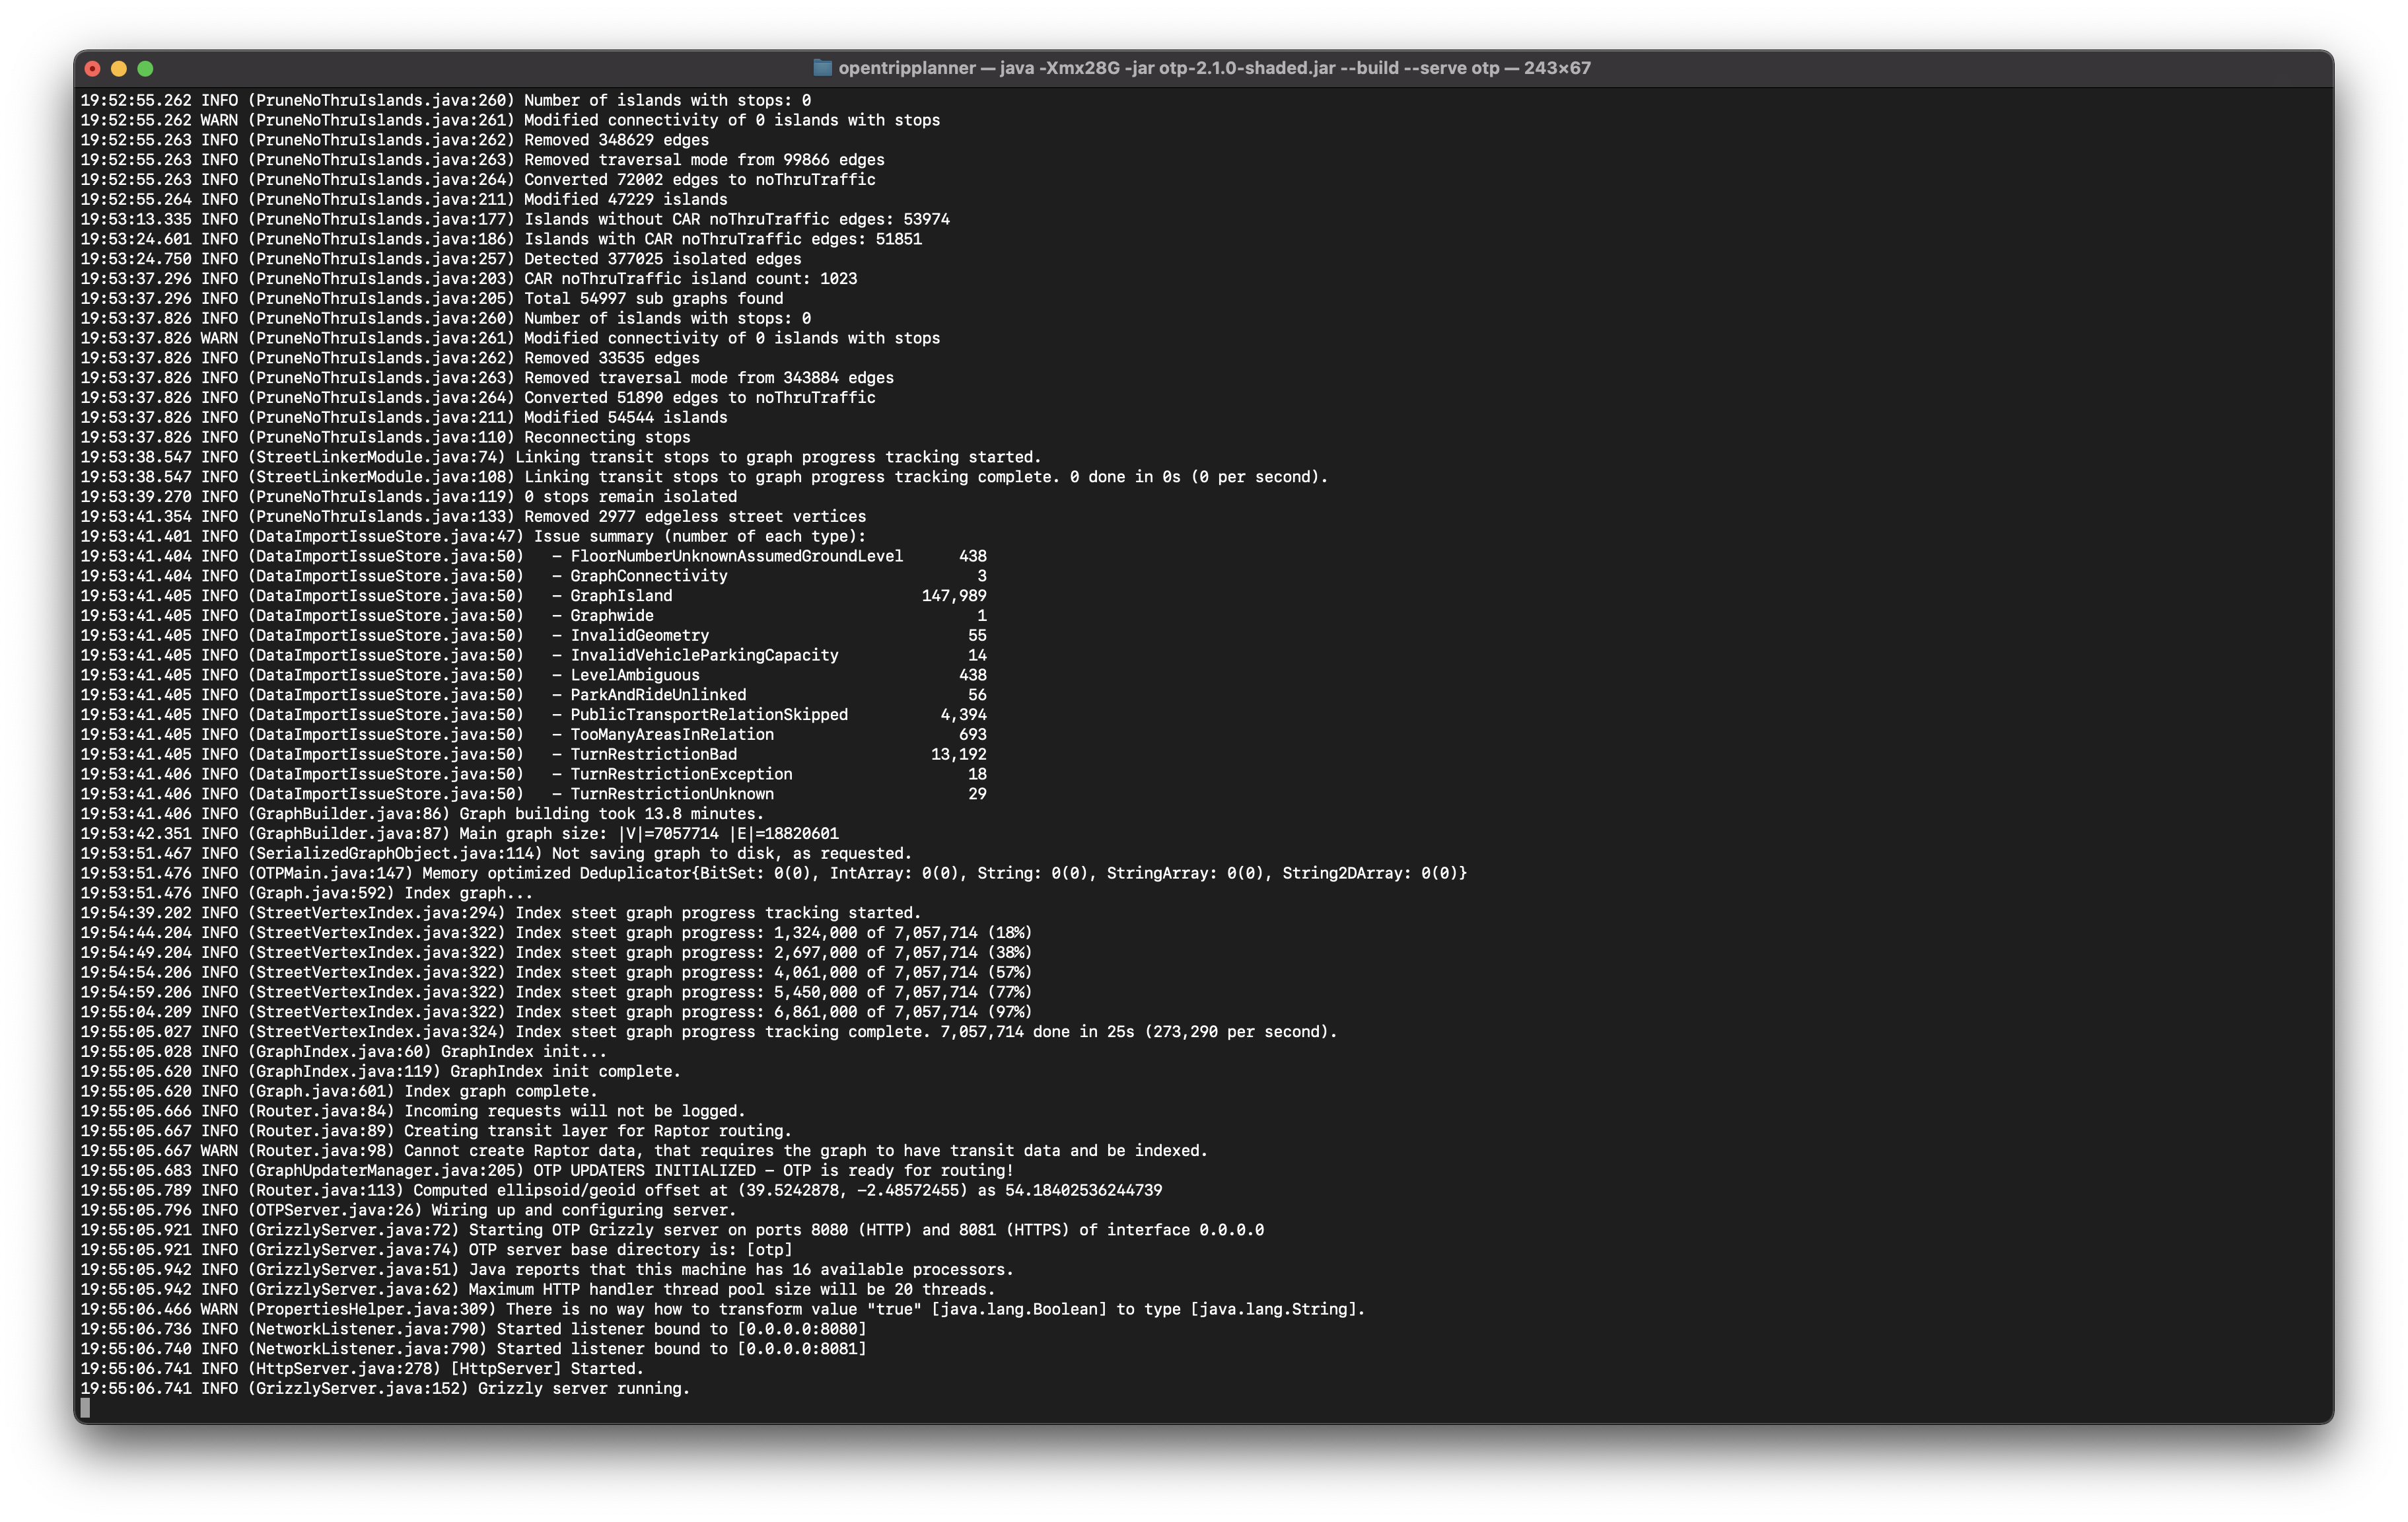 opentripplanner — java -Xmx28G -jar otp-2.1.0-shaded.jar --build --serve otp — 243×67
19:52:55.262 INFO (PruneNoThruIslands.java:260) Number of islands with stops: 0
19:52:55.262 WARN (PruneNoThruIslands.java:261) Modified connectivity of 0 islands with stops
19:52:55.263 INFO (PruneNoThruIslands.java:262) Removed 348629 edges
19:52:55.263 INFO (PruneNoThruIslands.java:263) Removed traversal mode from 99866 edges
19:52:55.263 INFO (PruneNoThruIslands.java:264) Converted 72002 edges to noThruTraffic
19:52:55.264 INFO (PruneNoThruIslands.java:211) Modified 47229 islands
19:53:13.335 INFO (PruneNoThruIslands.java:177) Islands without CAR noThruTraffic edges: 53974
19:53:24.601 INFO (PruneNoThruIslands.java:186) Islands with CAR noThruTraffic edges: 51851
19:53:24.750 INFO (PruneNoThruIslands.java:257) Detected 377025 isolated edges
19:53:37.296 INFO (PruneNoThruIslands.java:203) CAR noThruTraffic island count: 1023
19:53:37.296 INFO (PruneNoThruIslands.java:205) Total 54997 sub graphs found
19:53:37.826 INFO (PruneNoThruIslands.java:260) Number of islands with stops: 0
19:53:37.826 WARN (PruneNoThruIslands.java:261) Modified connectivity of 0 islands with stops
19:53:37.826 INFO (PruneNoThruIslands.java:262) Removed 33535 edges
19:53:37.826 INFO (PruneNoThruIslands.java:263) Removed traversal mode from 343884 edges
19:53:37.826 INFO (PruneNoThruIslands.java:264) Converted 51890 edges to noThruTraffic
19:53:37.826 INFO (PruneNoThruIslands.java:211) Modified 54544 islands
19:53:37.826 INFO (PruneNoThruIslands.java:110) Reconnecting stops
19:53:38.547 INFO (StreetLinkerModule.java:74) Linking transit stops to graph progress tracking started.
19:53:38.547 INFO (StreetLinkerModule.java:108) Linking transit stops to graph progress tracking complete. 0 done in 0s (0 per second).
19:53:39.270 INFO (PruneNoThruIslands.java:119) 0 stops remain isolated
19:53:41.354 INFO (PruneNoThruIslands.java:133) Removed 2977 edgeless street vertices
19:53:41.401 INFO (DataImportIssueStore.java:47) Issue summary (number of each type):
19:53:41.404 INFO (DataImportIssueStore.java:50)   - FloorNumberUnknownAssumedGroundLevel      438
19:53:41.404 INFO (DataImportIssueStore.java:50)   - GraphConnectivity                           3
19:53:41.405 INFO (DataImportIssueStore.java:50)   - GraphIsland                           147,989
19:53:41.405 INFO (DataImportIssueStore.java:50)   - Graphwide                                   1
19:53:41.405 INFO (DataImportIssueStore.java:50)   - InvalidGeometry                            55
19:53:41.405 INFO (DataImportIssueStore.java:50)   - InvalidVehicleParkingCapacity              14
19:53:41.405 INFO (DataImportIssueStore.java:50)   - LevelAmbiguous                            438
19:53:41.405 INFO (DataImportIssueStore.java:50)   - ParkAndRideUnlinked                        56
19:53:41.405 INFO (DataImportIssueStore.java:50)   - PublicTransportRelationSkipped          4,394
19:53:41.405 INFO (DataImportIssueStore.java:50)   - TooManyAreasInRelation                    693
19:53:41.405 INFO (DataImportIssueStore.java:50)   - TurnRestrictionBad                     13,192
19:53:41.406 INFO (DataImportIssueStore.java:50)   - TurnRestrictionException                   18
19:53:41.406 INFO (DataImportIssueStore.java:50)   - TurnRestrictionUnknown                     29
19:53:41.406 INFO (GraphBuilder.java:86) Graph building took 13.8 minutes.
19:53:42.351 INFO (GraphBuilder.java:87) Main graph size: |V|=7057714 |E|=18820601
19:53:51.467 INFO (SerializedGraphObject.java:114) Not saving graph to disk, as requested.
19:53:51.476 INFO (OTPMain.java:147) Memory optimized Deduplicator{BitSet: 0(0), IntArray: 0(0), String: 0(0), StringArray: 0(0), String2DArray: 0(0)}
19:53:51.476 INFO (Graph.java:592) Index graph...
19:54:39.202 INFO (StreetVertexIndex.java:294) Index steet graph progress tracking started.
19:54:44.204 INFO (StreetVertexIndex.java:322) Index steet graph progress: 1,324,000 of 7,057,714 (18%)
19:54:49.204 INFO (StreetVertexIndex.java:322) Index steet graph progress: 2,697,000 of 7,057,714 (38%)
19:54:54.206 INFO (StreetVertexIndex.java:322) Index steet graph progress: 4,061,000 of 7,057,714 (57%)
19:54:59.206 INFO (StreetVertexIndex.java:322) Index steet graph progress: 5,450,000 of 7,057,714 (77%)
19:55:04.209 INFO (StreetVertexIndex.java:322) Index steet graph progress: 6,861,000 of 7,057,714 (97%)
19:55:05.027 INFO (StreetVertexIndex.java:324) Index steet graph progress tracking complete. 7,057,714 done in 25s (273,290 per second).
19:55:05.028 INFO (GraphIndex.java:60) GraphIndex init...
19:55:05.620 INFO (GraphIndex.java:119) GraphIndex init complete.
19:55:05.620 INFO (Graph.java:601) Index graph complete.
19:55:05.666 INFO (Router.java:84) Incoming requests will not be logged.
19:55:05.667 INFO (Router.java:89) Creating transit layer for Raptor routing.
19:55:05.667 WARN (Router.java:98) Cannot create Raptor data, that requires the graph to have transit data and be indexed.
19:55:05.683 INFO (GraphUpdaterManager.java:205) OTP UPDATERS INITIALIZED - OTP is ready for routing!
19:55:05.789 INFO (Router.java:113) Computed ellipsoid/geoid offset at (39.5242878, -2.48572455) as 54.18402536244739
19:55:05.796 INFO (OTPServer.java:26) Wiring up and configuring server.
19:55:05.921 INFO (GrizzlyServer.java:72) Starting OTP Grizzly server on ports 8080 (HTTP) and 8081 (HTTPS) of interface 0.0.0.0
19:55:05.921 INFO (GrizzlyServer.java:74) OTP server base directory is: [otp]
19:55:05.942 INFO (GrizzlyServer.java:51) Java reports that this machine has 16 available processors.
19:55:05.942 INFO (GrizzlyServer.java:62) Maximum HTTP handler thread pool size will be 20 threads.
19:55:06.466 WARN (PropertiesHelper.java:309) There is no way how to transform value "true" [java.lang.Boolean] to type [java.lang.String].
19:55:06.736 INFO (NetworkListener.java:790) Started listener bound to [0.0.0.0:8080]
19:55:06.740 INFO (NetworkListener.java:790) Started listener bound to [0.0.0.0:8081]
19:55:06.741 INFO (HttpServer.java:278) [HttpServer] Started.
19:55:06.741 INFO (GrizzlyServer.java:152) Grizzly server running.